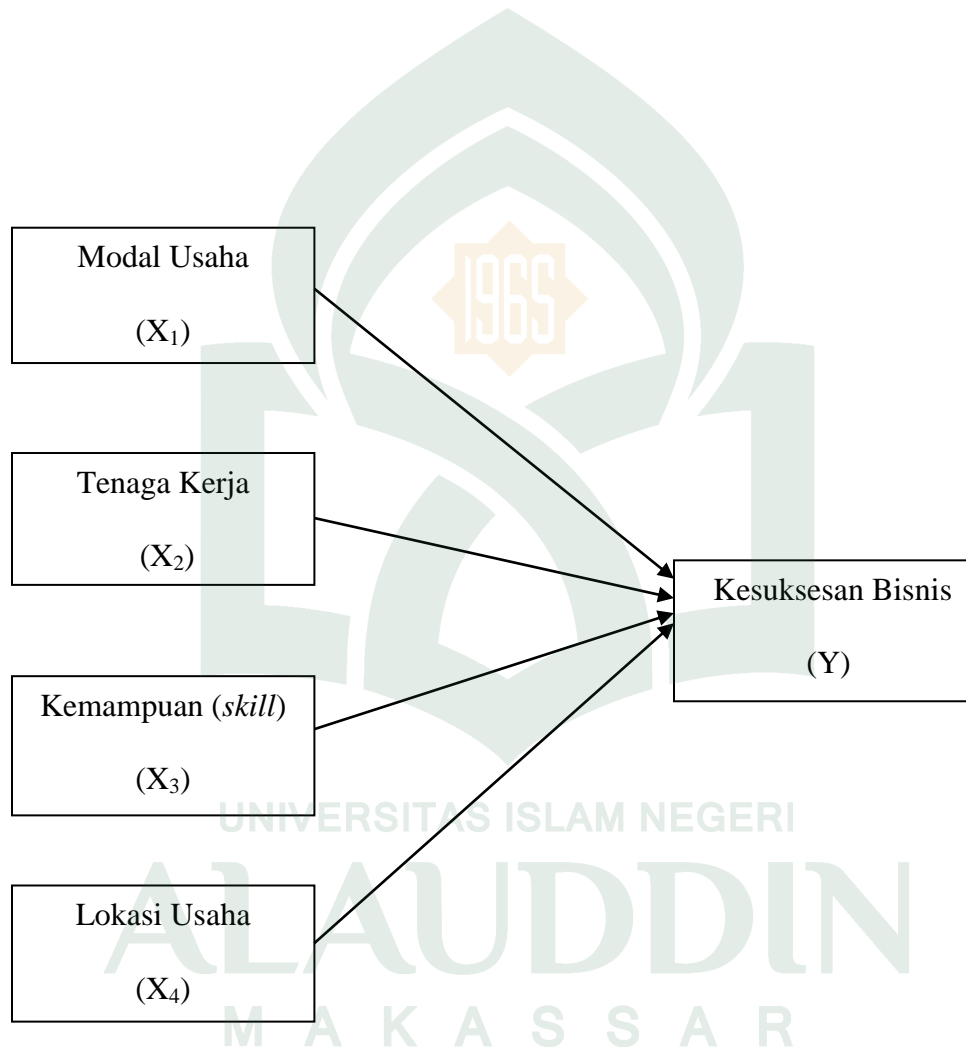 Modal Usaha
(X₁)
Tenaga Kerja
(X₂)
Kemampuan (skill)
(X₃)
Lokasi Usaha
(X₄)
Kesuksesan Bisnis
(Y)
1965
UNIVERSITAS ISLAM NEGERI
ALAUDDIN
MAKASSAR